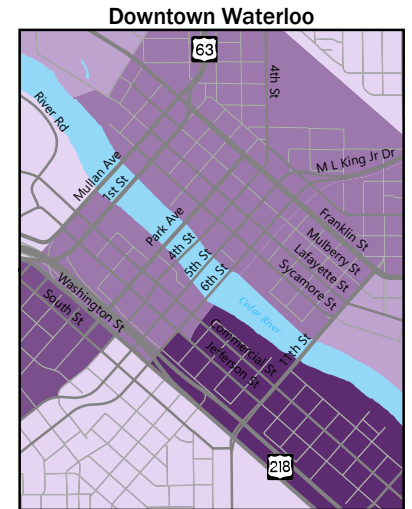 Downtown Waterloo
63
4th St
River Rd
M L King Jr Dr
Mullan Ave
1st St
Franklin St
Park Ave
Mulberry St
4th St
Lafayette St
5th St
Sycamore St
6th St
Washington St
South St
Cedar River
Commercial St
Jefferson St
11th St
218